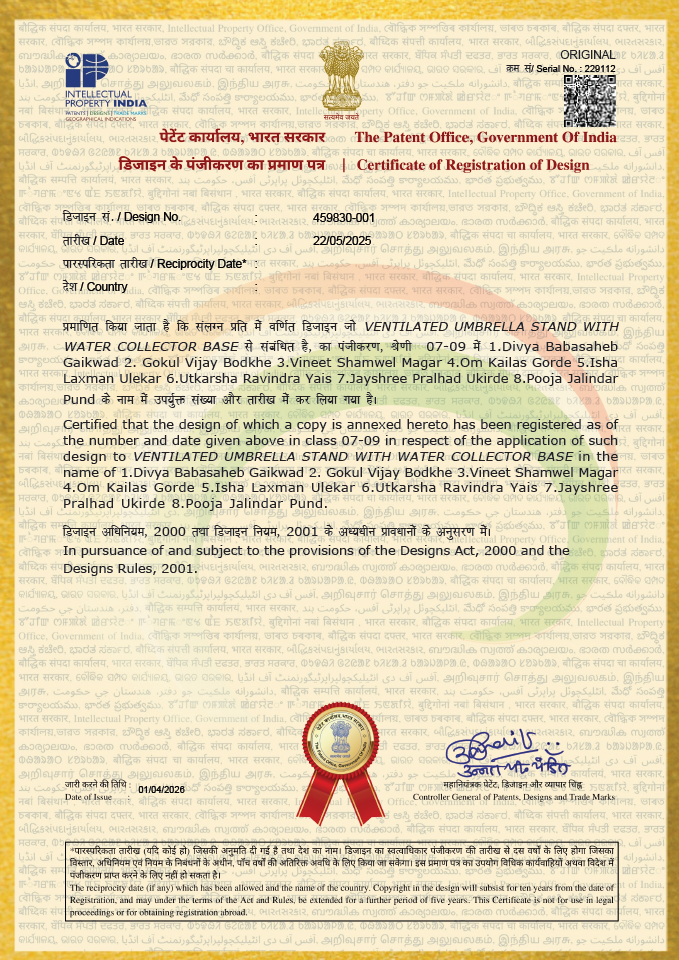 ORIGINAL
क्रम सं/ Serial No. : 229112
INTELLECTUAL
PROPERTY INDIA
PATENTS | DESIGNS | TRADE MARKS
GEOGRAPHICAL INDICATIONS
सत्यमेव जयते
पेटेंट कार्यालय, भारत सरकार The Patent Office, Government Of India
डिजाइन के पंजीकरण का प्रमाण पत्र | Certificate of Registration of Design
डिजाइन सं. / Design No. : 459830-001
तारीख / Date : 22/05/2025
पारस्परिकता तारीख / Reciprocity Date* :
देश / Country :
प्रमाणित किया जाता है कि संलग्न प्रति में वर्णित डिजाइन जो VENTILATED UMBRELLA STAND WITH
WATER COLLECTOR BASE से संबंधित है, का पंजीकरण, श्रेणी 07-09 में 1.Divya Babasaheb
Gaikwad 2. Gokul Vijay Bodkhe 3.Vineet Shamwel Magar 4.Om Kailas Gorde 5.Isha
Laxman Ulekar 6.Utkarsha Ravindra Yais 7.Jayshree Pralhad Ukirde 8.Pooja Jalindar
Pund के नाम में उपर्युक्त संख्या और तारीख में कर लिया गया है।
Certified that the design of which a copy is annexed hereto has been registered as of
the number and date given above in class 07-09 in respect of the application of such
design to VENTILATED UMBRELLA STAND WITH WATER COLLECTOR BASE in the
name of 1.Divya Babasaheb Gaikwad 2. Gokul Vijay Bodkhe 3.Vineet Shamwel Magar
4.Om Kailas Gorde 5.Isha Laxman Ulekar 6.Utkarsha Ravindra Yais 7.Jayshree
Pralhad Ukirde 8.Pooja Jalindar Pund.
डिजाइन अधिनियम, 2000 तथा डिजाइन नियम, 2001 के अध्यधीन प्रावधानों के अनुसरण में।
In pursuance of and subject to the provisions of the Designs Act, 2000 and the
Designs Rules, 2001.
जारी करने की तिथि :
Date of Issue : 01/04/2026
महानियंत्रक पेटेंट, डिजाइन और व्यापार चिह्न
Controller General of Patents, Designs and Trade Marks
*पारस्परिकता तारीख (यदि कोई हो) जिसकी अनुमति दी गई है तथा देश का नाम। डिजाइन का स्वत्वाधिकार पंजीकरण की तारीख से दस वर्षों के लिए होगा जिसका
विस्तार, अधिनियम एवं नियम के निबंधनों के अधीन, पाँच वर्षों की अतिरिक्त अवधि के लिए किया जा सकेगा। इस प्रमाण पत्र का उपयोग विधिक कार्यवाहियों अथवा विदेश में
पंजीकरण प्राप्त करने के लिए नहीं हो सकता है।
The reciprocity date (if any) which has been allowed and the name of the country. Copyright in the design will subsist for ten years from the date of
Registration, and may under the terms of the Act and Rules, be extended for a further period of five years. This Certificate is not for use in legal
proceedings or for obtaining registration abroad.